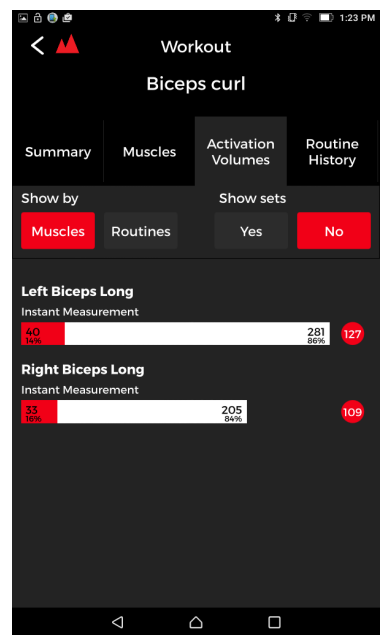 1:23 PM
Workout
Biceps curl
Summary
Muscles
Activation
Volumes
Routine
History
Show by
Show sets
Muscles
Routines
Yes
No
Left Biceps Long
Instant Measurement
40
14%
281
86%
127
Right Biceps Long
Instant Measurement
33
16%
205
84%
109